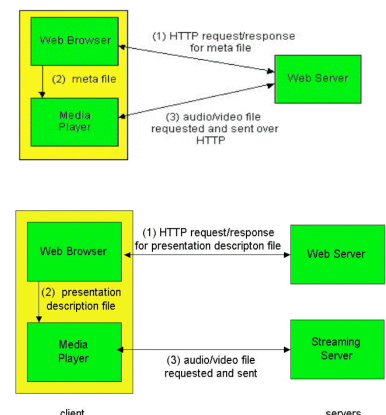 Web Browser
(1) HTTP request/response
for meta file
(2) meta file
Web Server
Media
Player
(3) audio/video file
requested and sent over
HTTP
Web Browser
(1) HTTP request/response
for presentation descripton file
Web Server
(2) presentation
description file
Media
Player
(3) audio/video file
requested and sent
Streaming
Server
client
servers